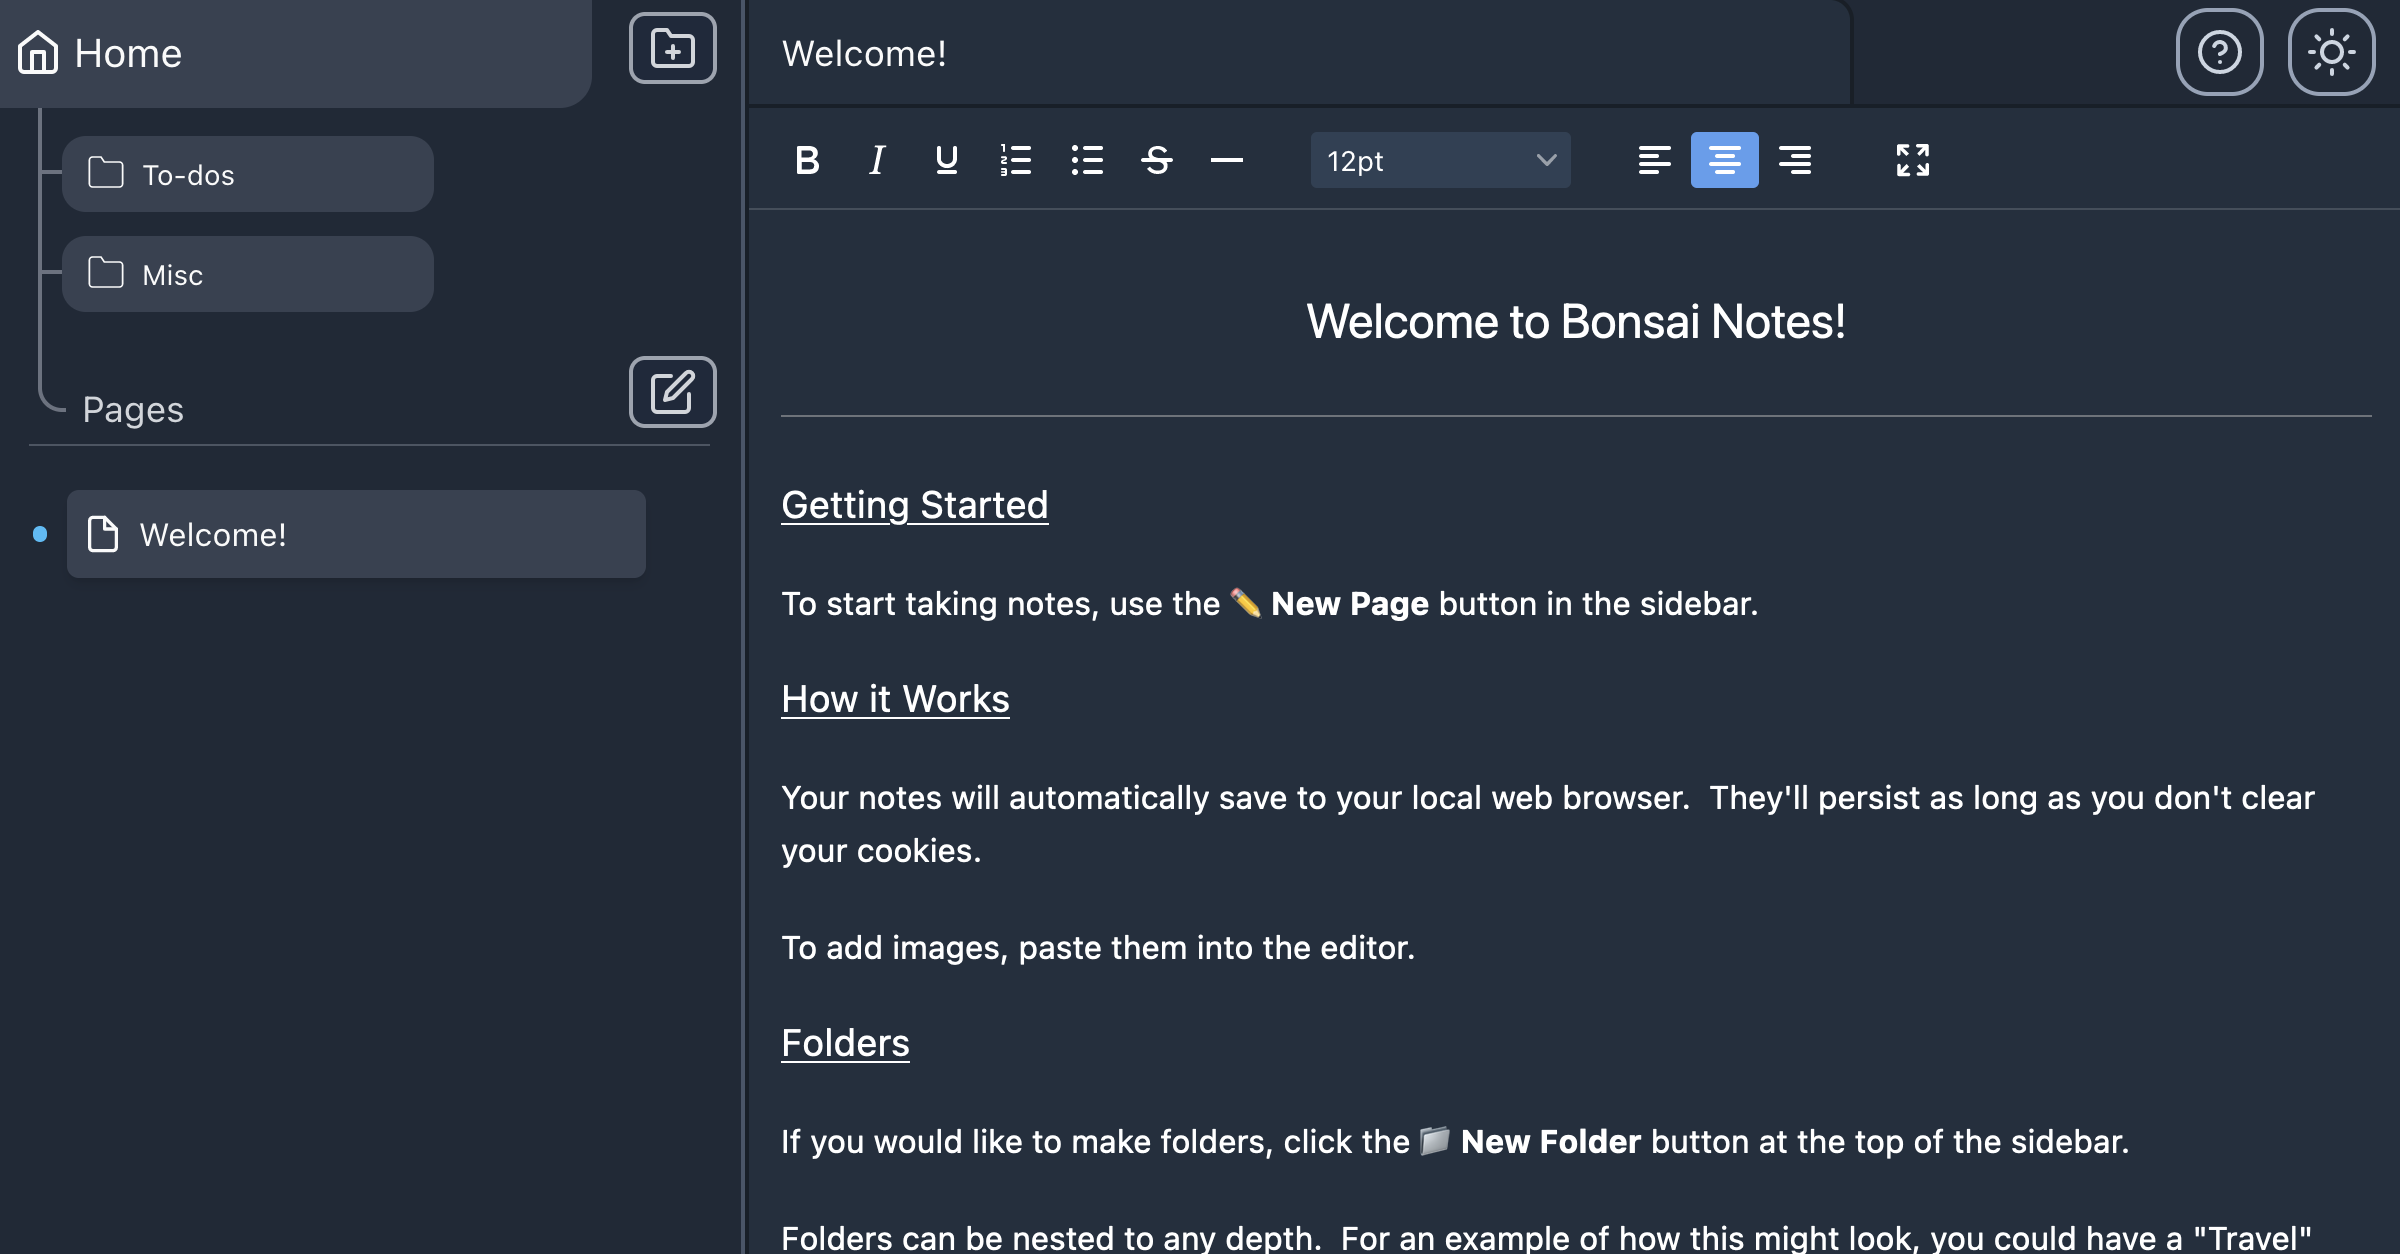 Home
To-dos
Misc
Pages
Welcome!
Welcome!
12pt
Welcome to Bonsai Notes!
Getting Started
To start taking notes, use the ✏️ New Page button in the sidebar.
How it Works
Your notes will automatically save to your local web browser.  They'll persist as long as you don't clear
your cookies.
To add images, paste them into the editor.
Folders
If you would like to make folders, click the 📁 New Folder button at the top of the sidebar.
Folders can be nested to any depth.  For an example of how this might look, you could have a "Travel"